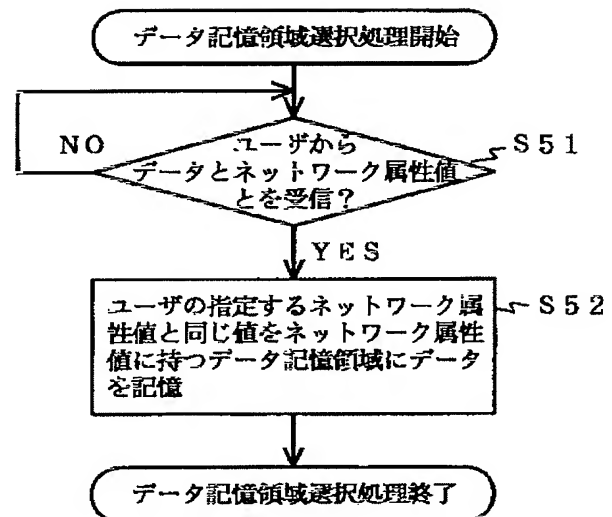 データ記憶領域選択処理開始
ユーザから
データとネットワーク属性値
とを受信?
S51
NO
YES
ユーザの指定するネットワーク属
性値と同じ値をネットワーク属性
値に持つデータ記憶領域にデータ
を記憶
S52
データ記憶領域選択処理終了